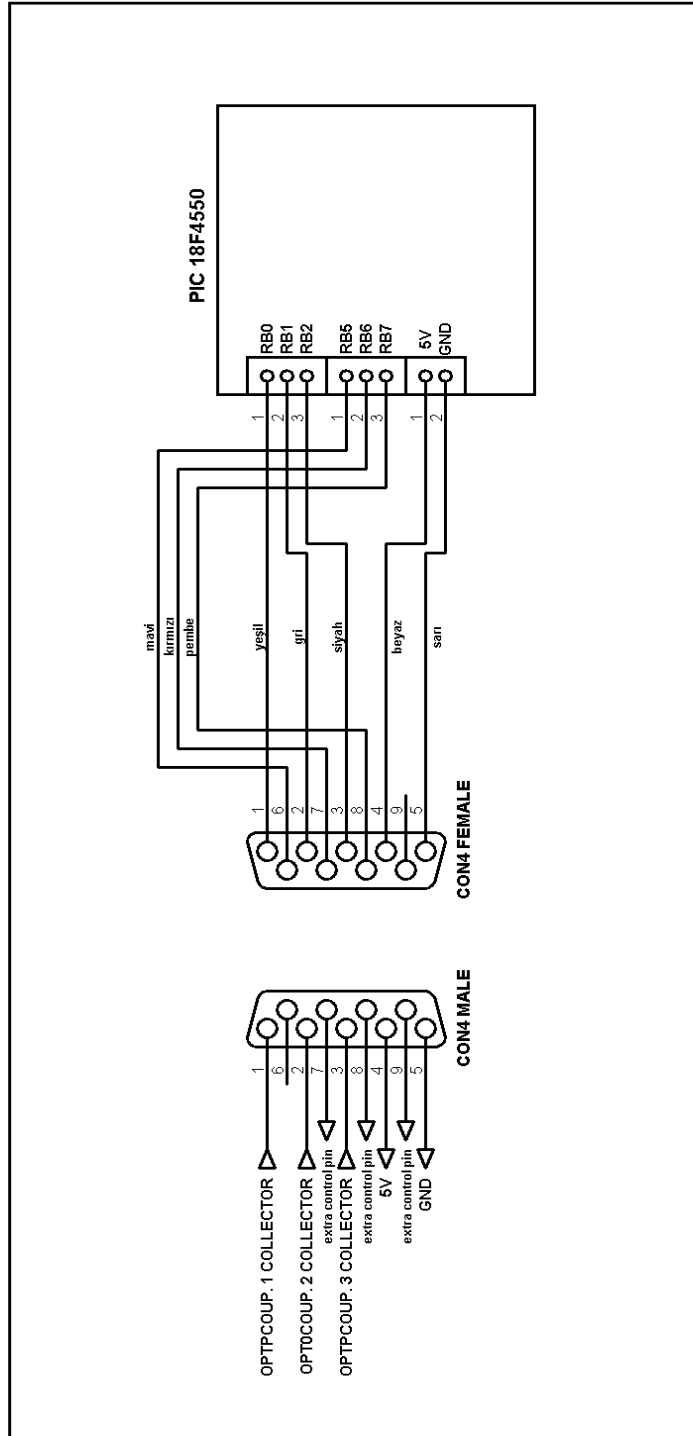 PIC 18F4550
RB0
RB1
RB2
RB5
RB6
RB7
5V
GND
1
2
3
1
2
3
1
2
mavi
kırmızı
pembe
yeşil
gri
siyah
beyaz
sarı
1
6
2
7
3
8
4
9
5
CON4 FEMALE
CON4 MALE
1
6
2
7
3
8
4
9
5
OPTPCOUP. 1 COLLECTOR
OPT0COUP. 2 COLLECTOR
extra control pin
OPTPCOUP. 3 COLLECTOR
extra control pin
5V
extra control pin
GND